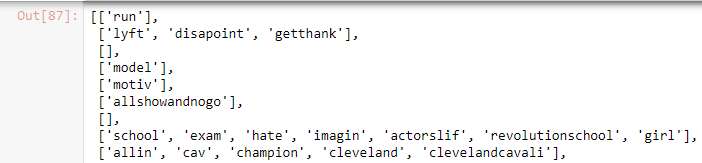 Out[87]: [['run'],
['lyft', 'disapoint', 'getthank'],
[],
['model'],
['motiv'],
['allshowandnogo'],
[],
['school', 'exam', 'hate', 'imagin', 'actorslif', 'revolutionschool', 'girl'],
['allin', 'cav', 'champion', 'cleveland', 'clevelandcavali'],